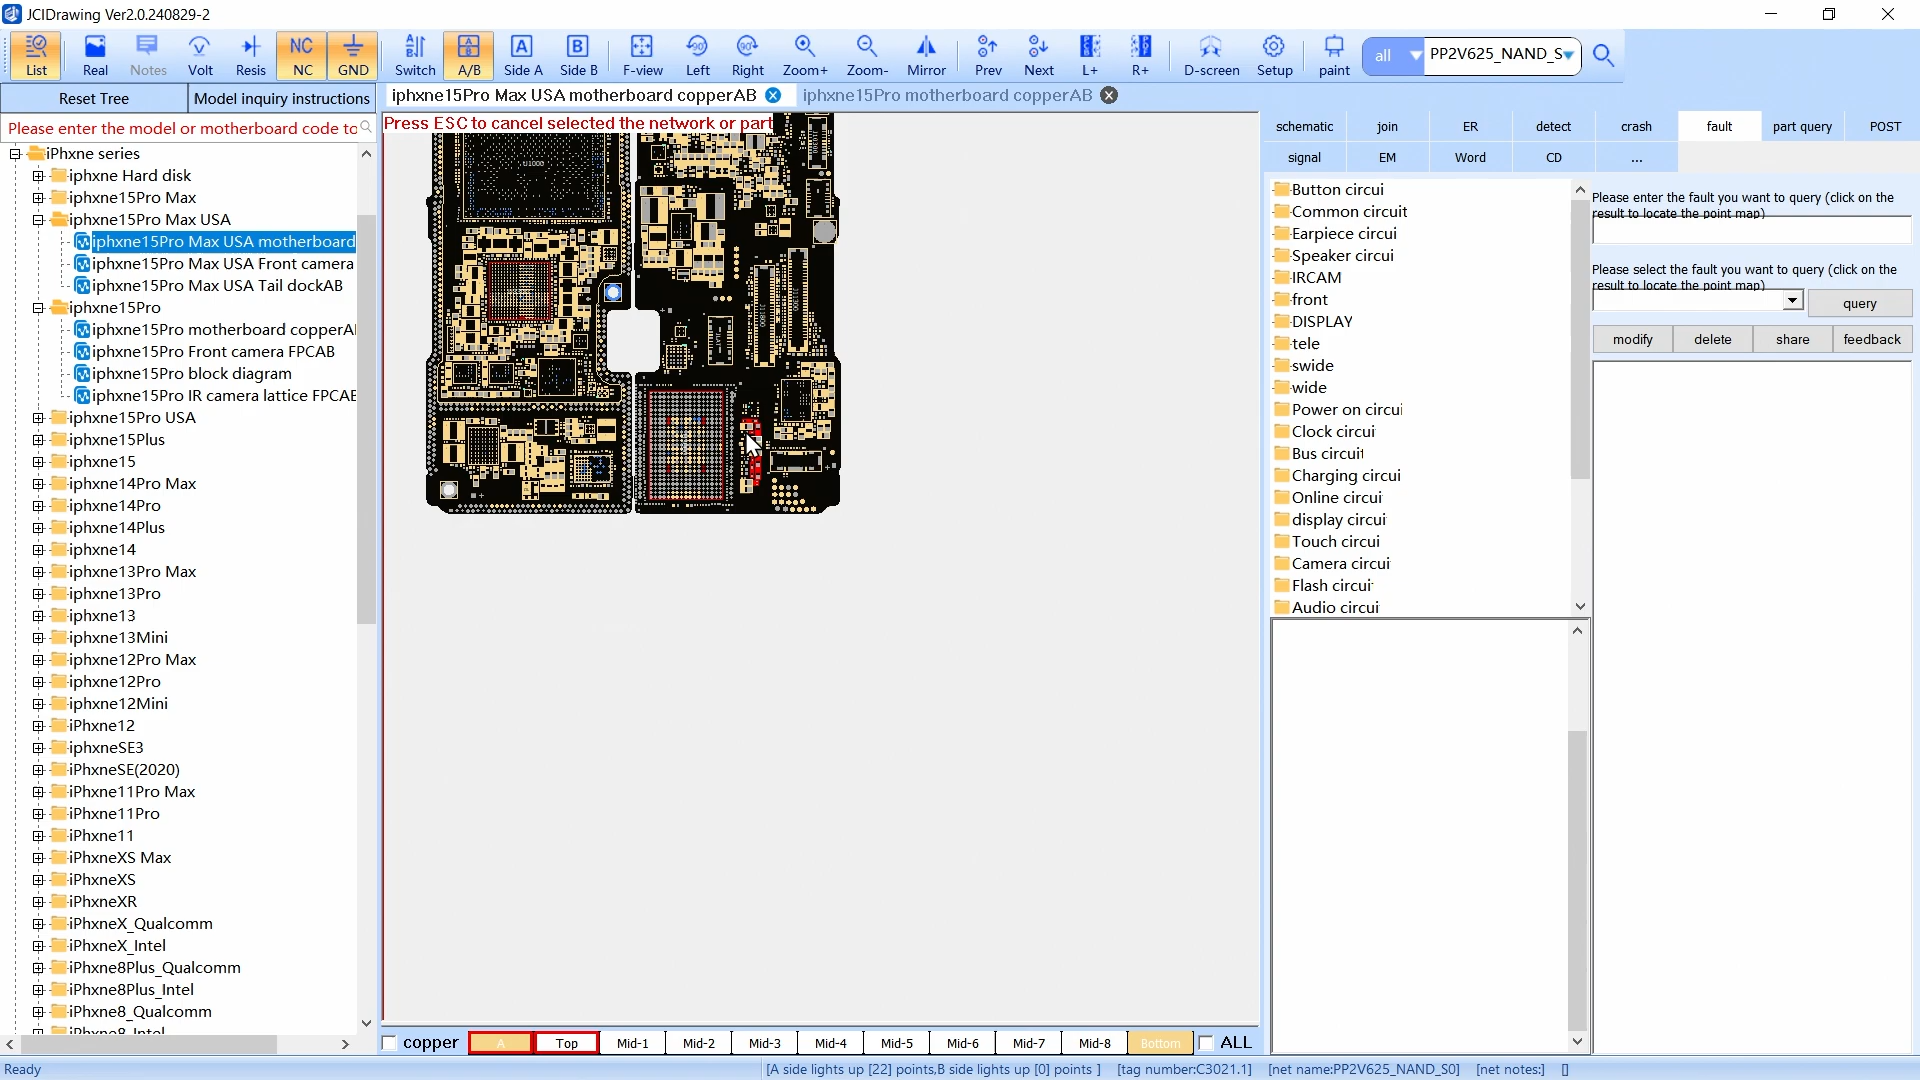 JCIDrawing Ver2.0.240829-2
List
Real
Notes
Volt
Resis
NC
NC
GND
Switch
A/B
Side A
Side B
F-view
Left
Right
Zoom+
Zoom-
Mirror
Prev
Next
L+
R+
D-screen
Setup
paint
all
PP2V625_NAND_S
Reset Tree
Model inquiry instructions
iphxne15Pro Max USA motherboard copperAB
iphxne15Pro motherboard copperAB
Please enter the model or motherboard code to
Press ESC to cancel selected the network or part
iPhxne series
iphxne Hard disk
iphxne15Pro Max
iphxne15Pro Max USA
iphxne15Pro Max USA motherboard
iphxne15Pro Max USA Front camera
iphxne15Pro Max USA Tail dockAB
iphxne15Pro
iphxne15Pro motherboard copperAI
iphxne15Pro Front camera FPCAB
iphxne15Pro block diagram
iphxne15Pro IR camera lattice FPCAE
iphxne15Pro USA
iphxne15Plus
iphxne15
iphxne14Pro Max
iphxne14Pro
iphxne14Plus
iphxne14
iphxne13Pro Max
iphxne13Pro
iphxne13
iphxne13Mini
iphxne12Pro Max
iphxne12Pro
iphxne12Mini
iPhxne12
iphxneSE3
iPhxneSE(2020)
iPhxne11Pro Max
iPhxne11Pro
iPhxne11
iPhxneXS Max
iPhxneXS
iPhxneXR
iPhxneX_Qualcomm
iPhxneX_Intel
iPhxne8Plus_Qualcomm
iPhxne8Plus_Intel
iPhxne8_Qualcomm
iPhxne8_Intel
U1000
schematic
join
ER
detect
crash
fault
part query
POST
signal
EM
Word
CD
...
Button circui
Common circuit
Earpiece circui
Speaker circui
IRCAM
front
DISPLAY
tele
swide
wide
Power on circui
Clock circui
Bus circuit
Charging circui
Online circui
display circui
Touch circui
Camera circui
Flash circui
Audio circui
Please enter the fault you want to query (click on the
result to locate the point map)
Please select the fault you want to query (click on the
result to locate the point map)
query
modify
delete
share
feedback
copper
A
Top
Mid-1
Mid-2
Mid-3
Mid-4
Mid-5
Mid-6
Mid-7
Mid-8
Bottom
ALL
Ready
[A side lights up [22] points,B side lights up [0] points ]
[tag number:C3021.1]
[net name:PP2V625_NAND_S0]
[net notes:]
[]